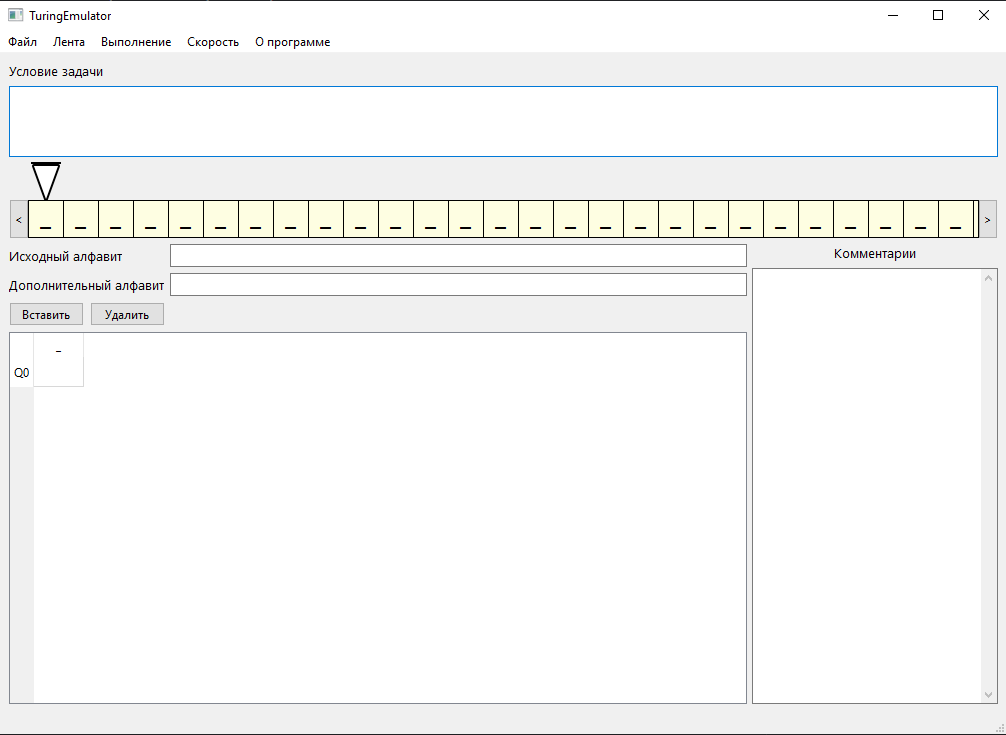 TuringEmulator
Файл Лента Выполнение Скорость О программе
Условие задачи
< _ _ _ _ _ _ _ _ _ _ _ _ _ _ _ _ _ _ _ _ _ _ _ _ _ _ _ >
Исходный алфавит
Комментарии
Дополнительный алфавит
Вставить Удалить
-
Q0